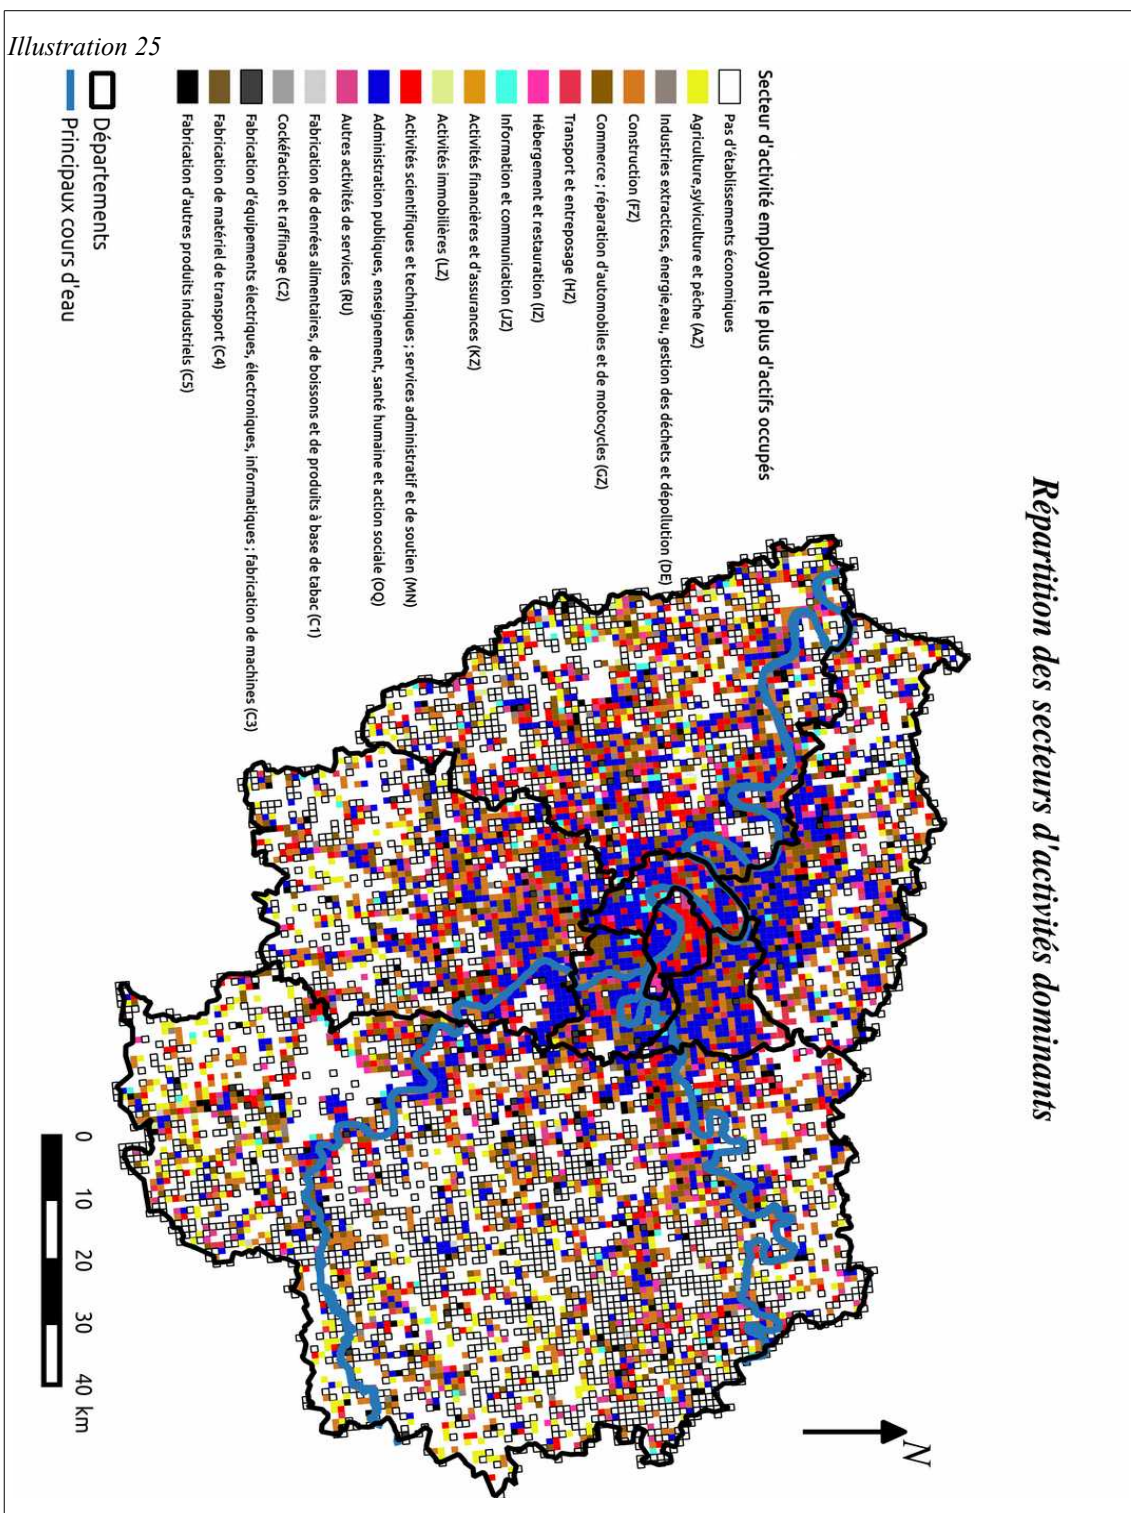 Illustration 25
Répartition des secteurs d'activités dominants
Secteur d'activité employant le plus d'actifs occupés
Pas d'établissements économiques
Agriculture,sylviculture et pêche (AZ)
Industries extractices, énergie,eau, gestion des déchets et dépollution (DE)
Construction (FZ)
Commerce ; réparation d'automobiles et de motocycles (GZ)
Transport et entreposage (HZ)
Hébergement et restauration (IZ)
Information et communication (JZ)
Activités financières et d'assurances (KZ)
Activités immobilières (LZ)
Activités scientifiques et techniques ; services administratif et de soutien (MN)
Administration publiques, enseignement, santé humaine et action sociale (OQ)
Autres activités de services (RU)
Fabrication de denrées alimentaires, de boissons et de produits à base de tabac (C1)
Cockéfaction et raffinage (C2)
Fabrication d'équipements électriques, électroniques, informatiques ; fabrication de machines (C3)
Fabrication de matériel de transport (C4)
Fabrication d'autres produits industriels (C5)
Départements
Principaux cours d'eau
0 10 20 30 40 km
N